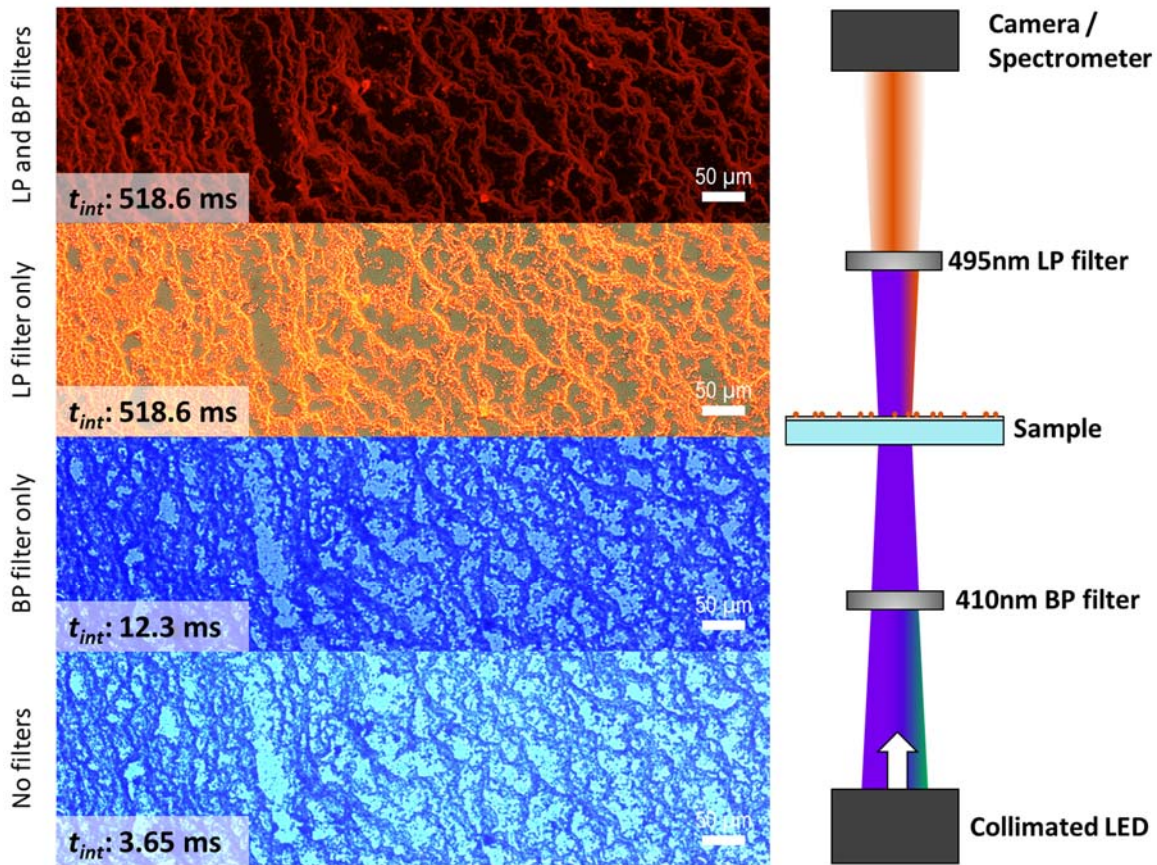 LP and BP filters
t_int: 518.6 ms
50 µm
LP filter only
t_int: 518.6 ms
50 µm
BP filter only
t_int: 12.3 ms
50 µm
No filters
t_int: 3.65 ms
50 µm
Camera /
Spectrometer
495nm LP filter
Sample
410nm BP filter
Collimated LED